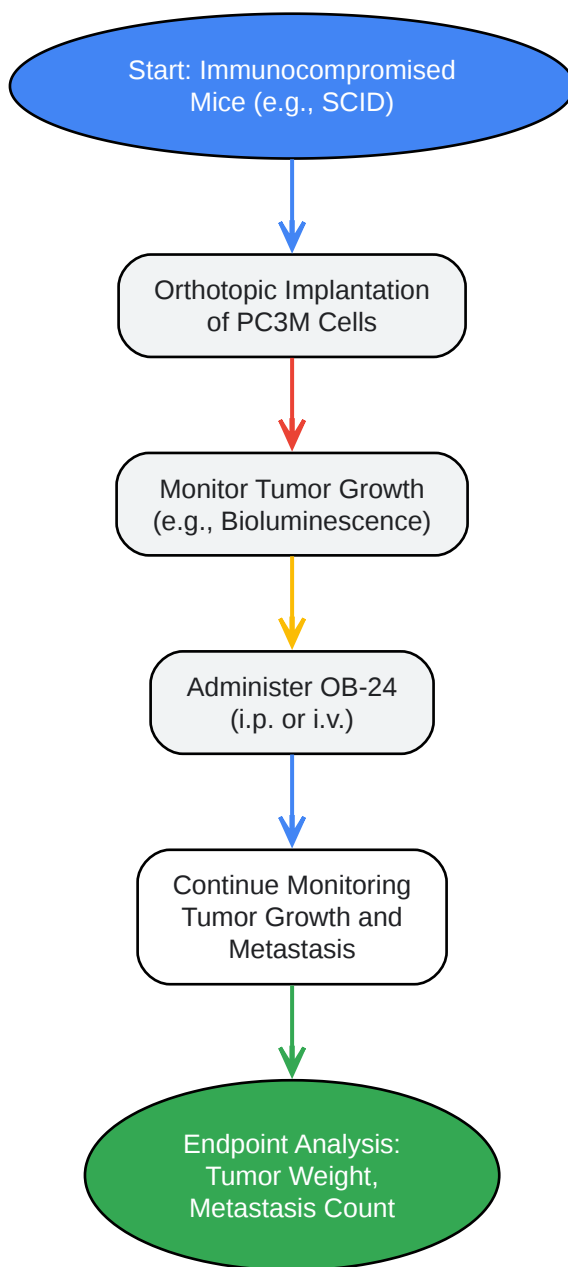 Start: Immunocompromised
Mice (e.g., SCID)
Orthotopic Implantation
of PC3M Cells
Monitor Tumor Growth
(e.g., Bioluminescence)
Administer OB-24
(i.p. or i.v.)
Continue Monitoring
Tumor Growth and
Metastasis
Endpoint Analysis:
Tumor Weight,
Metastasis Count